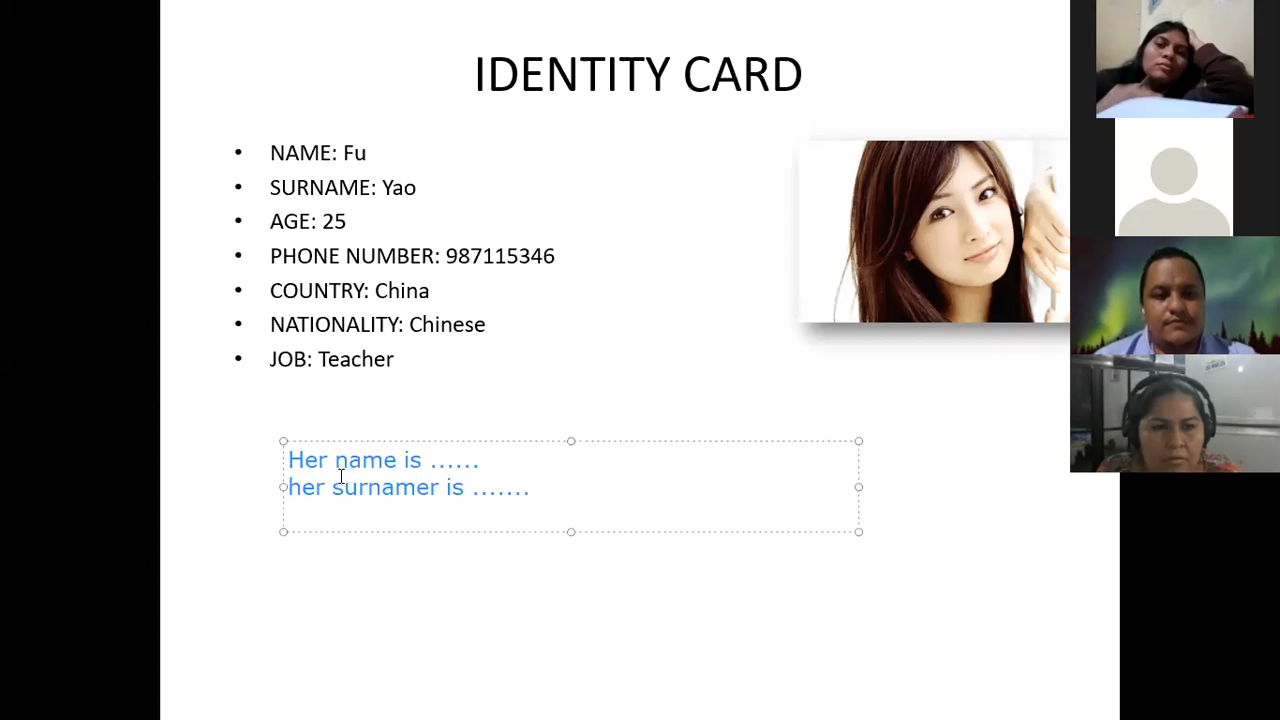 IDENTITY CARD
• NAME: Fu
• SURNAME: Yao
• AGE: 25
• PHONE NUMBER: 987115346
• COUNTRY: China
• NATIONALITY: Chinese
• JOB: Teacher
Her name is ……
her surnamer is …….